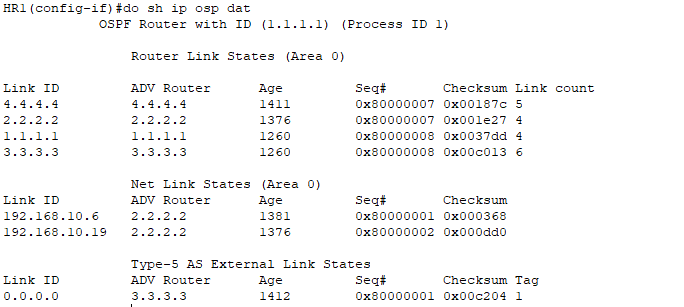 HR1(config-if)#do sh ip osp dat
OSPF Router with ID (1.1.1.1) (Process ID 1)
Router Link States (Area 0)
Link ID ADV Router Age Seq# Checksum Link count
4.4.4.4 4.4.4.4 1411 0x80000007 0x00187c 5
2.2.2.2 2.2.2.2 1376 0x80000007 0x001e27 4
1.1.1.1 1.1.1.1 1260 0x80000008 0x0037dd 4
3.3.3.3 3.3.3.3 1260 0x80000008 0x00c013 6
Net Link States (Area 0)
Link ID ADV Router Age Seq# Checksum
192.168.10.6 2.2.2.2 1381 0x80000001 0x000368
192.168.10.19 2.2.2.2 1376 0x80000002 0x000dd0
Type-5 AS External Link States
Link ID ADV Router Age Seq# Checksum Tag
0.0.0.0 3.3.3.3 1412 0x80000001 0x00c204 1